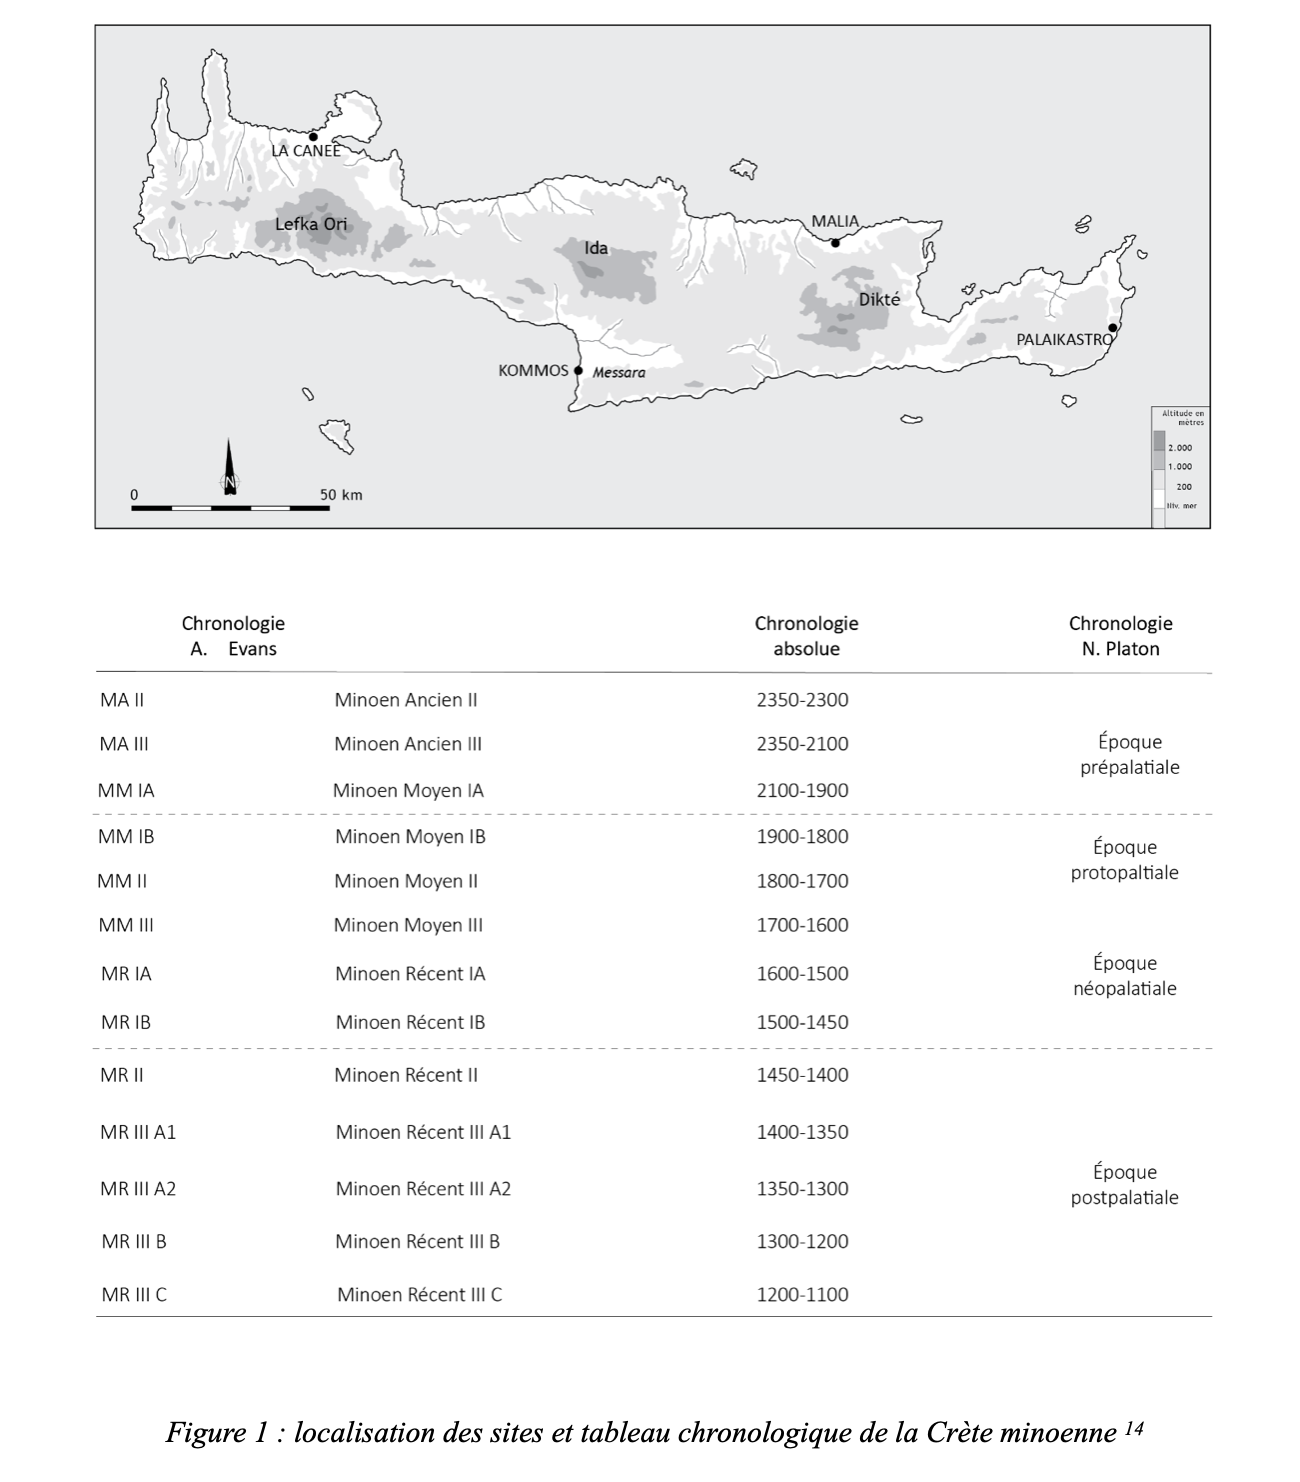 LA CANEE
Lefka Ori
Ida
MALIA
Dikté
PALAIKASTRO
KOMMOS
Messara
N
0 50 km
Altitude en
mètres
2.000
1.000
200
Niv. mer
Chronologie Chronologie Chronologie
A. Evans absolue N. Platon
MA II Minoen Ancien II 2350-2300
MA III Minoen Ancien III 2350-2100
Époque
prépalatiale
MM IA Minoen Moyen IA 2100-1900
MM IB Minoen Moyen IB 1900-1800
Époque
protopaltiale
MM II Minoen Moyen II 1800-1700
MM III Minoen Moyen III 1700-1600
MR IA Minoen Récent IA 1600-1500
Époque
néopalatiale
MR IB Minoen Récent IB 1500-1450
MR II Minoen Récent II 1450-1400
MR III A1 Minoen Récent III A1 1400-1350
MR III A2 Minoen Récent III A2 1350-1300
Époque
postpalatiale
MR III B Minoen Récent III B 1300-1200
MR III C Minoen Récent III C 1200-1100
Figure 1 : localisation des sites et tableau chronologique de la Crète minoenne 14